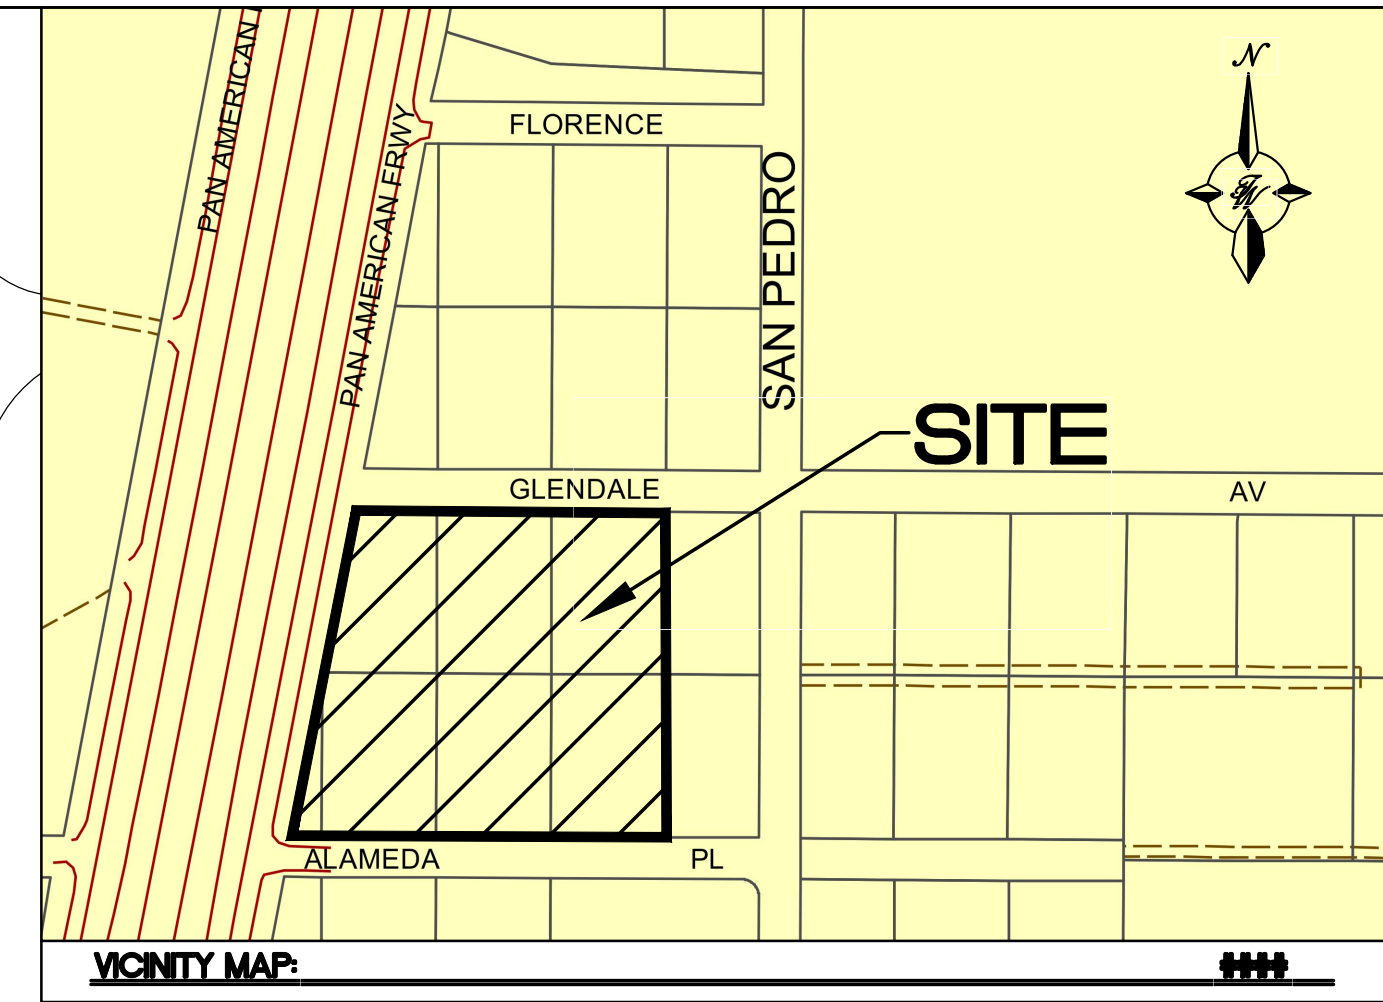 PAN AMERICAN
N
FLORENCE
PAN AMERICAN FRWY
SAN PEDRO
SITE
GLENDALE
AV
ALAMEDA
PL
VICINITY MAP:
###